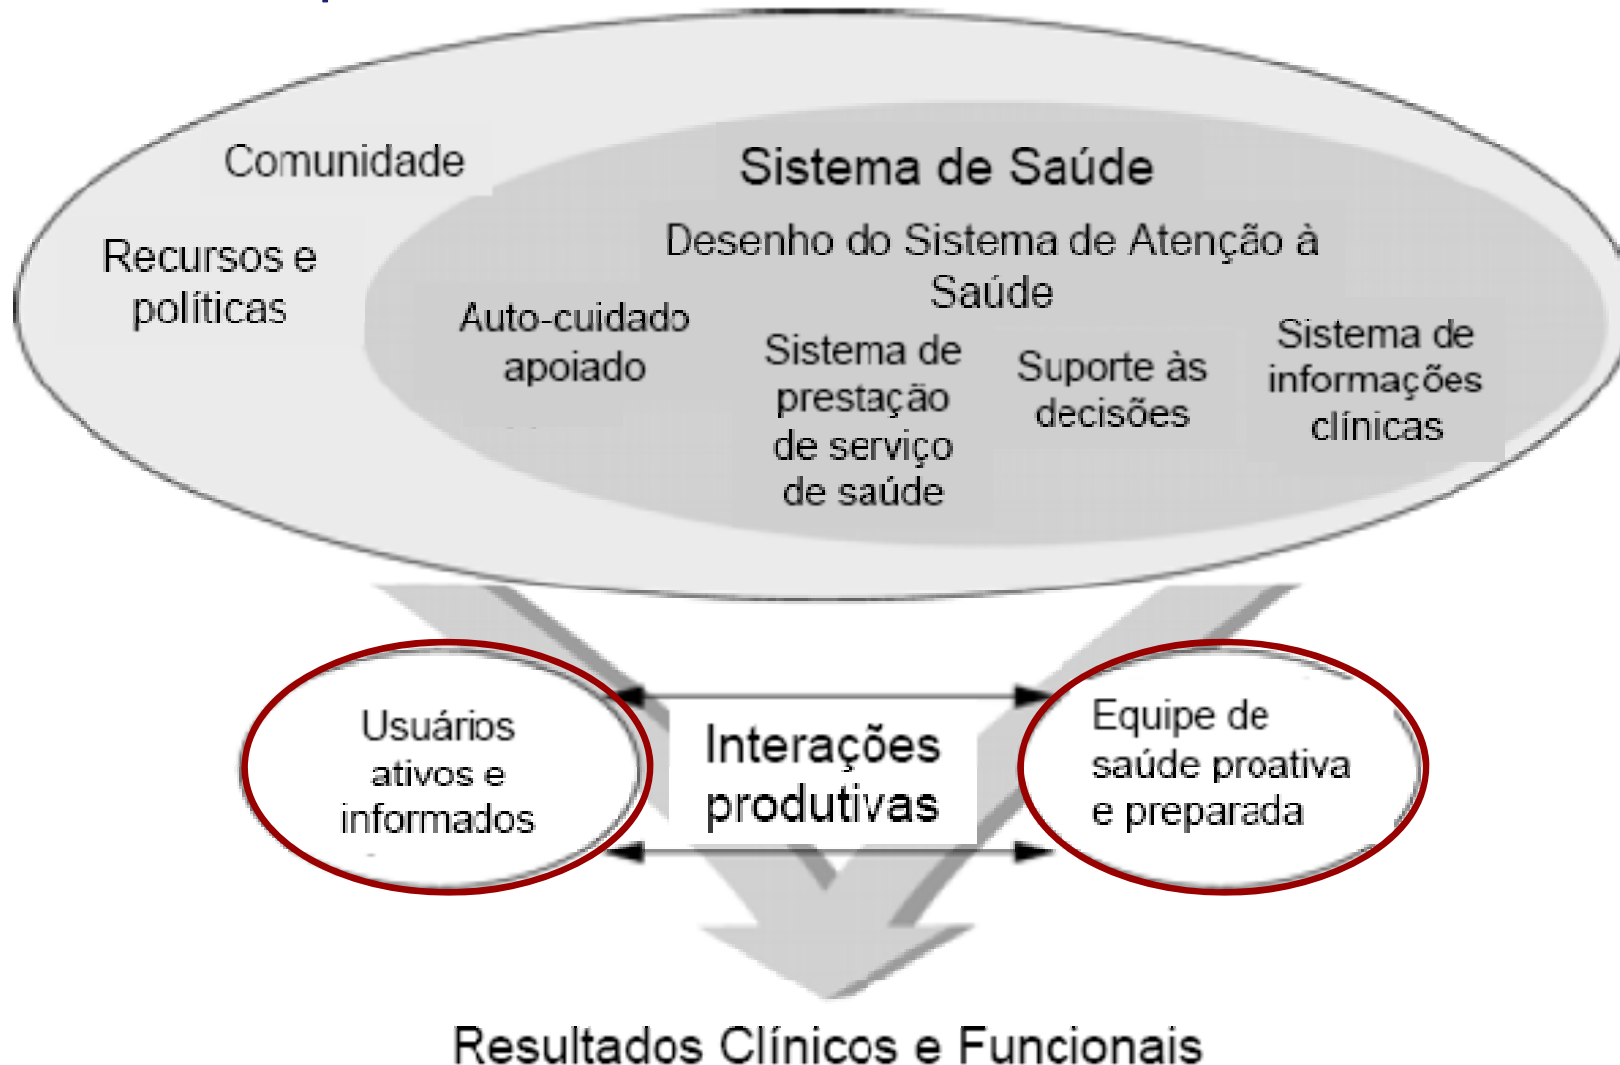 Comunidade
Sistema de Saúde
Recursos e
políticas
Desenho do Sistema de Atenção à
Saúde
Auto-cuidado
apoiado
Sistema de
prestação
de serviço
de saúde
Suporte às
decisões
Sistema de
informações
clínicas
Usuários
ativos e
informados
Interações
produtivas
Equipe de
saúde proativa
e preparada
Resultados Clínicos e Funcionais